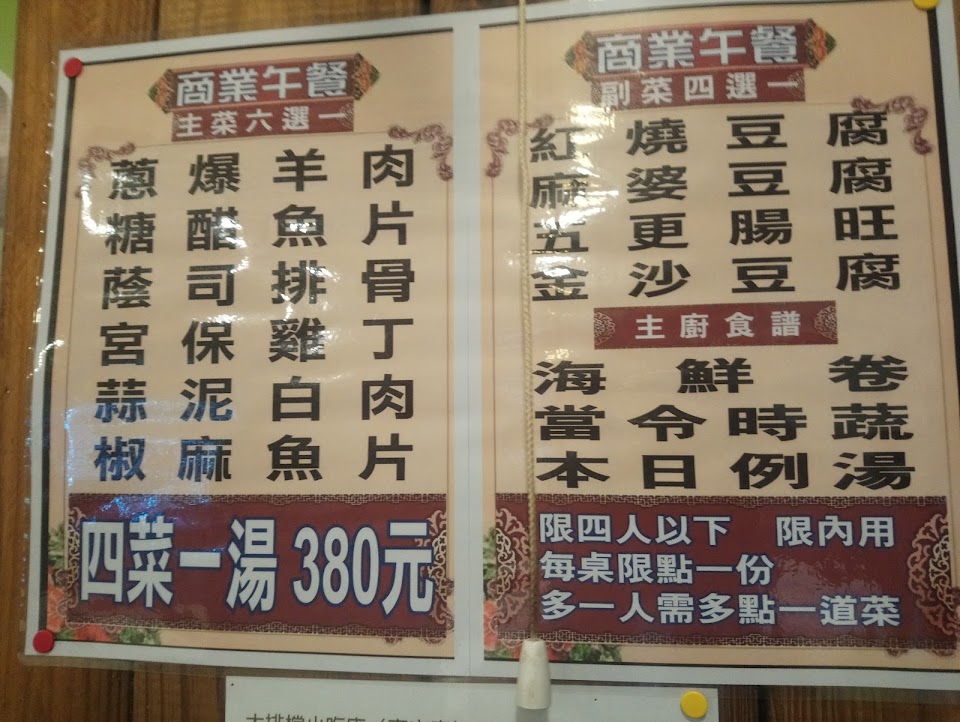 商業午餐
主菜六選一
蔥爆羊肉
糖醋魚片
蔭司排骨
宮保雞丁
蒜泥白肉
椒麻魚片
四菜一湯 380元
商業午餐
副菜四選一
紅燒豆腐
麻婆豆腐
五更腸旺
金沙豆腐
主廚食譜
海鮮卷
當令時蔬
本日例湯
限四人以下 限內用
每桌限點一份
多一人需多點一道菜